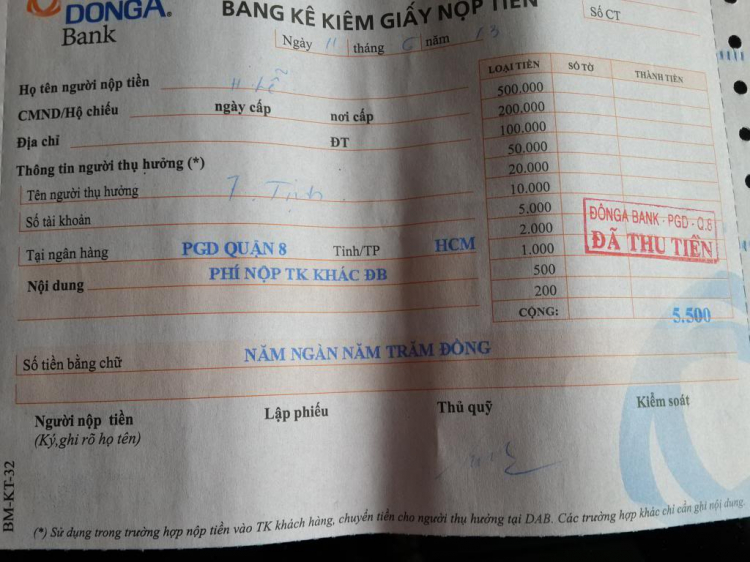 DONGA
Bank
BẢNG KÊ KIÊM GIẤY NỘP TIỀN
Ngày 11 tháng 6 năm 13
Số CT
Họ tên người nộp tiền
CMND/Hộ chiếu ngày cấp nơi cấp
Địa chỉ ĐT
Thông tin người thụ hưởng (*)
Tên người thụ hưởng 7. Tịnh
Số tài khoản
Tại ngân hàng PGD QUẬN 8 Tỉnh/TP HCM
Nội dung PHÍ NỘP TK KHÁC ĐB
LOẠI TIỀN SỐ TỜ THÀNH TIỀN
500.000
200.000
100.000
50.000
20.000
10.000
5.000
2.000
1.000
500
200
CỘNG: 5.500
ĐÔNGA BANK - PGD - Q.8
ĐÃ THU TIỀN
Số tiền bằng chữ NĂM NGÀN NĂM TRĂM ĐỒNG
Người nộp tiền Lập phiếu Thủ quỹ Kiểm soát
(Ký,ghi rõ họ tên)
BM-KT-32
(*) Sử dụng trong trường hợp nộp tiền vào TK khách hàng, chuyển tiền cho người thụ hưởng tại DAB. Các trường hợp khác chỉ cần ghi nội dung.